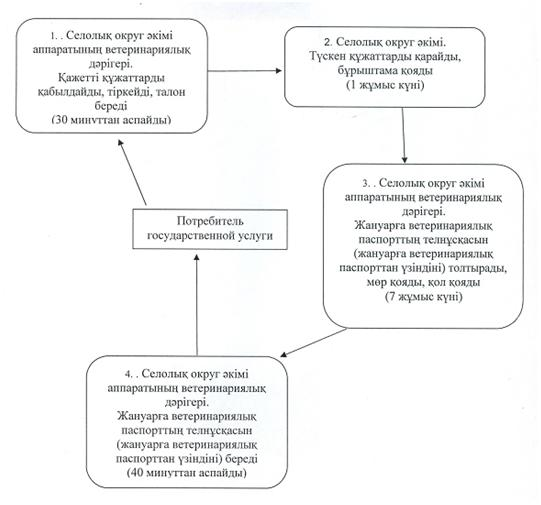 1. . Селолық округ әкімі
аппаратының ветеринариялық
дәрігері.
Қажетті құжаттарды
қабылдайды, тіркейді, талон
береді
(30 минуттан аспайды)
2. Селолық округ әкімі.
Түскен құжаттарды қарайды,
бұрыштама қояды
(1 жұмыс күні)
3. . Селолық округ әкімі
аппаратының ветеринариялық
дәрігері.
Жануарға ветеринариялық
паспорттың телнұсқасын
(жануарға ветеринариялық
паспорттан үзіндіні) толтырады,
мөр қояды, қол қояды
(7 жұмыс күні)
Потребитель
государственной услуги
4. . Селолық округ әкімі
аппаратының ветеринариялық
дәрігері.
Жануарға ветеринариялық
паспорттың телнұсқасын
(жануарға ветеринариялық
паспорттан үзіндіні) береді
(40 минуттан аспайды)